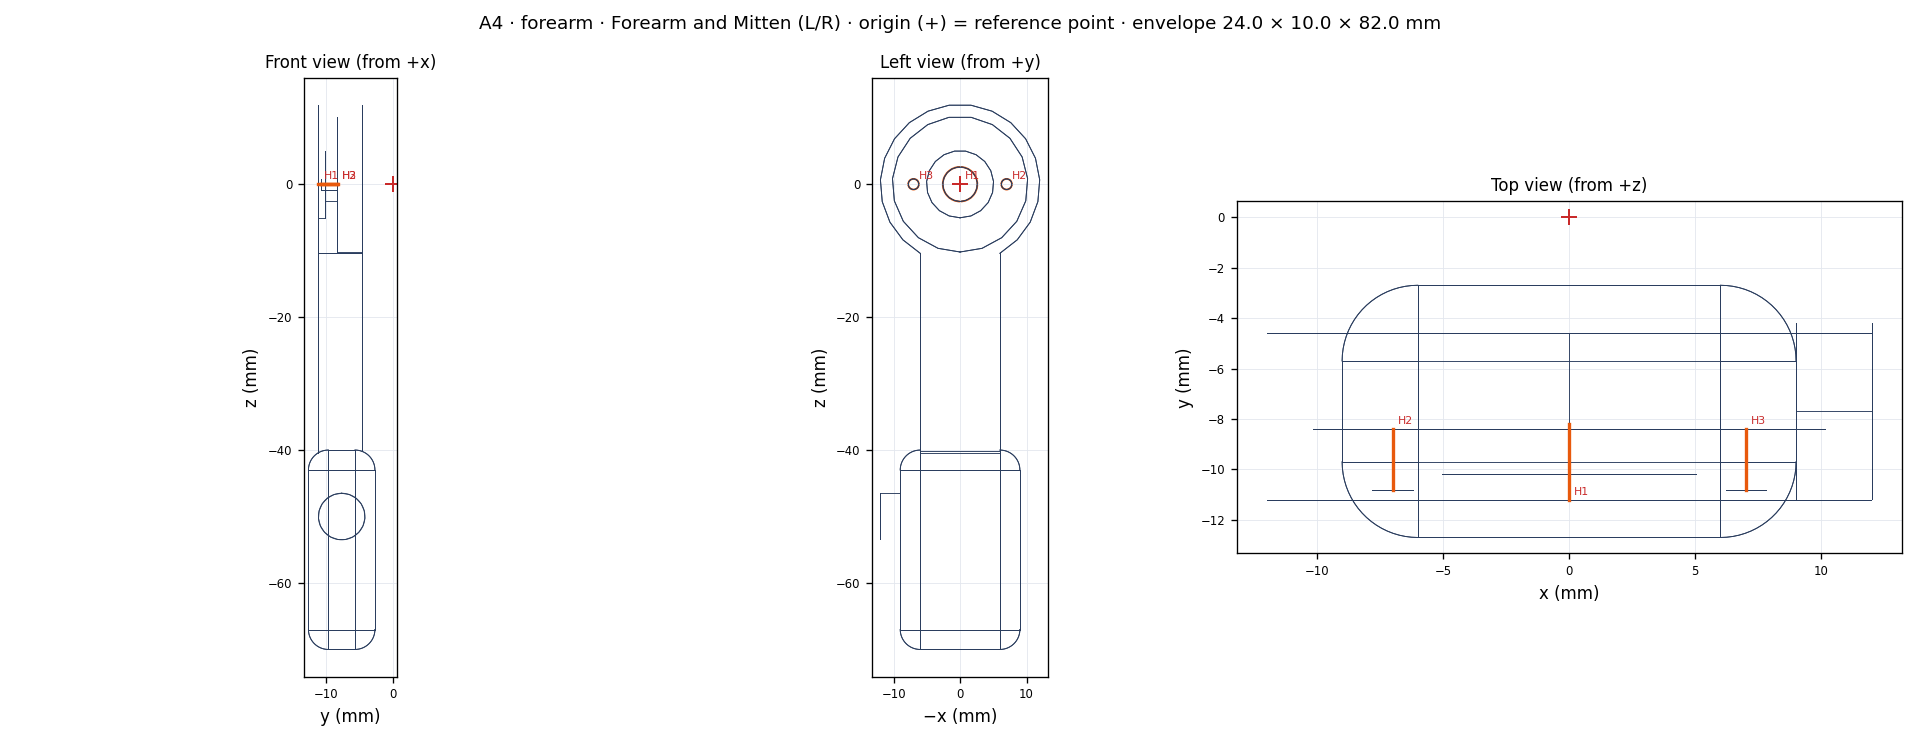 A4 · forearm · Forearm and Mitten (L/R) · origin (+) = reference point · envelope 24.0 × 10.0 × 82.0 mm
Front view (from +x)
0
−20
−40
−60
z (mm)
−10
0
y (mm)
H1
Left view (from +y)
0
−20
−40
−60
z (mm)
−10
0
10
−x (mm)
H3
H1
H2
Top view (from +z)
0
−2
−4
−6
−8
−10
−12
y (mm)
−10
−5
0
5
10
x (mm)
H2
H3
H1